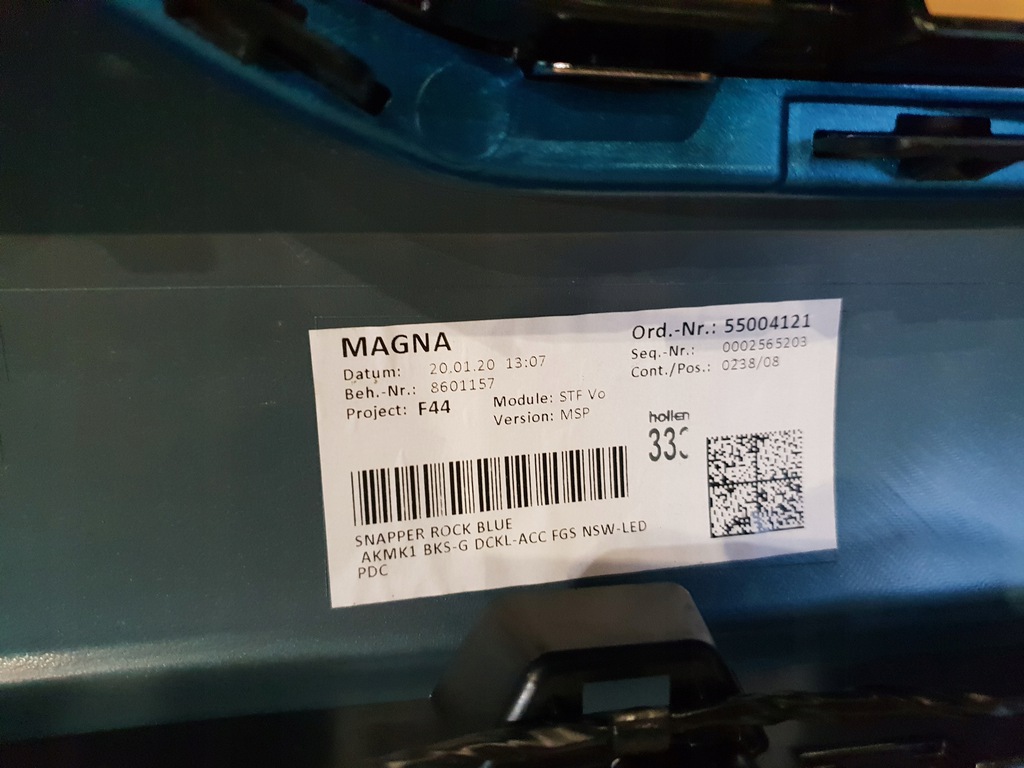 MAGNA
Datum: 20.01.20 13:07
Beh.-Nr.: 8601157
Project: F44
Module: STF Vo
Version: MSP
Ord.-Nr.: 55004121
Seq.-Nr.: 0002565203
Cont./Pos.: 0238/08
hollen
SNAPPER ROCK BLUE
AKMK1 BKS-G DCKL-ACC FGS NSW-LED
PDC